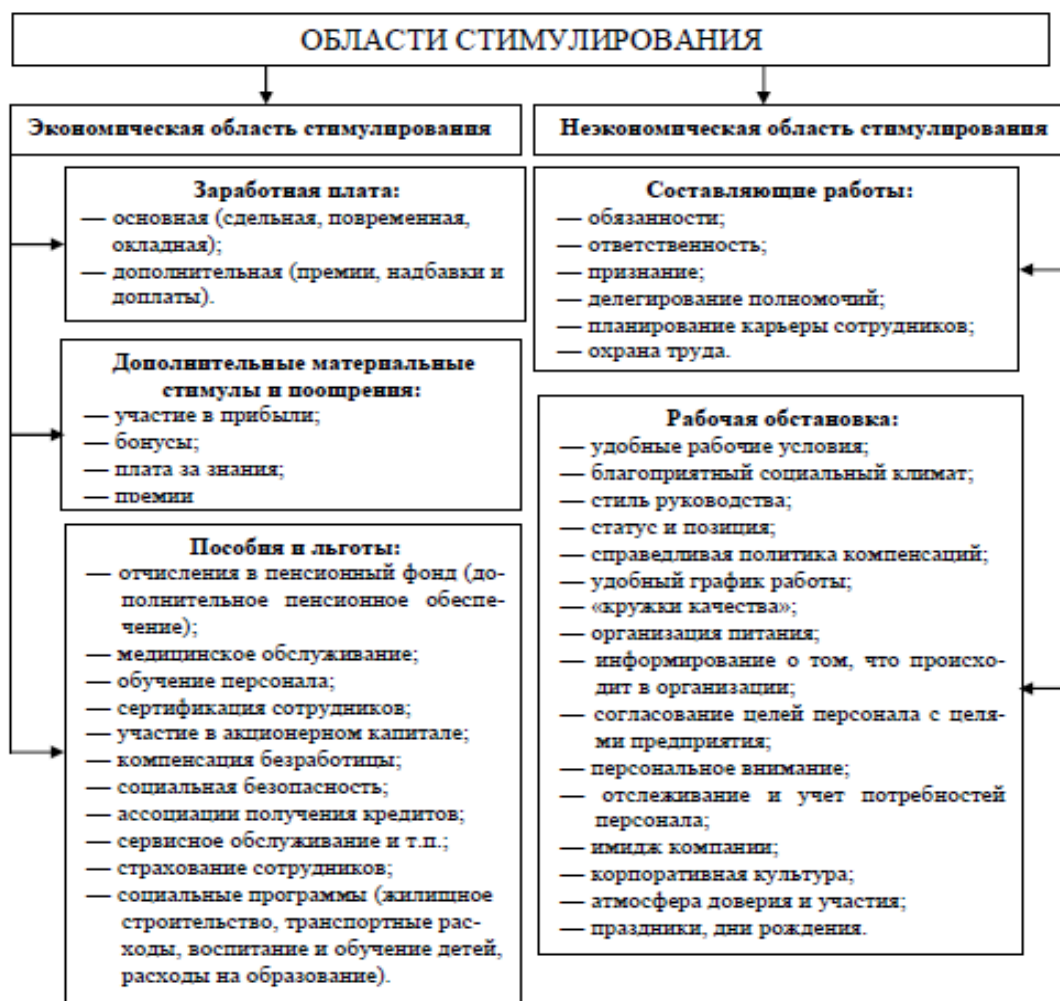 ОБЛАСТИ СТИМУЛИРОВАНИЯ
Экономическая область стимулирования
Заработная плата:
— основная (сдельная, повременная,
окладная);
— дополнительная (премии, надбавки и
доплаты).
Дополнительные материальные
стимулы и поощрения:
— участие в прибыли;
— бонусы;
— плата за знания;
— премии
Пособия и льготы:
— отчисления в пенсионный фонд (до-
полнительное пенсионное обеспе-
чение);
— медицинское обслуживание;
— обучение персонала;
— сертификация сотрудников;
— участие в акционерном капитале;
— компенсация безработицы;
— социальная безопасность;
— ассоциации получения кредитов;
— сервисное обслуживание и т.п.;
— страхование сотрудников;
— социальные программы (жилищное
строительство, транспортные рас-
ходы, воспитание и обучение детей,
расходы на образование).
Неэкономическая область стимулирования
Составляющие работы:
— обязанности;
— ответственность;
— признание;
— делегирование полномочий;
— планирование карьеры сотрудников;
— охрана труда.
Рабочая обстановка:
— удобные рабочие условия;
— благоприятный социальный климат;
— стиль руководства;
— статус и позиция;
— справедливая политика компенсаций;
— удобный график работы;
— «кружки качества»;
— организация питания;
— информирование о том, что происхо-
дит в организации;
— согласование целей персонала с целя-
ми предприятия;
— персональное внимание;
— отслеживание и учет потребностей
персонала;
— имидж компании;
— корпоративная культура;
— атмосфера доверия и участия;
— праздники, дни рождения.